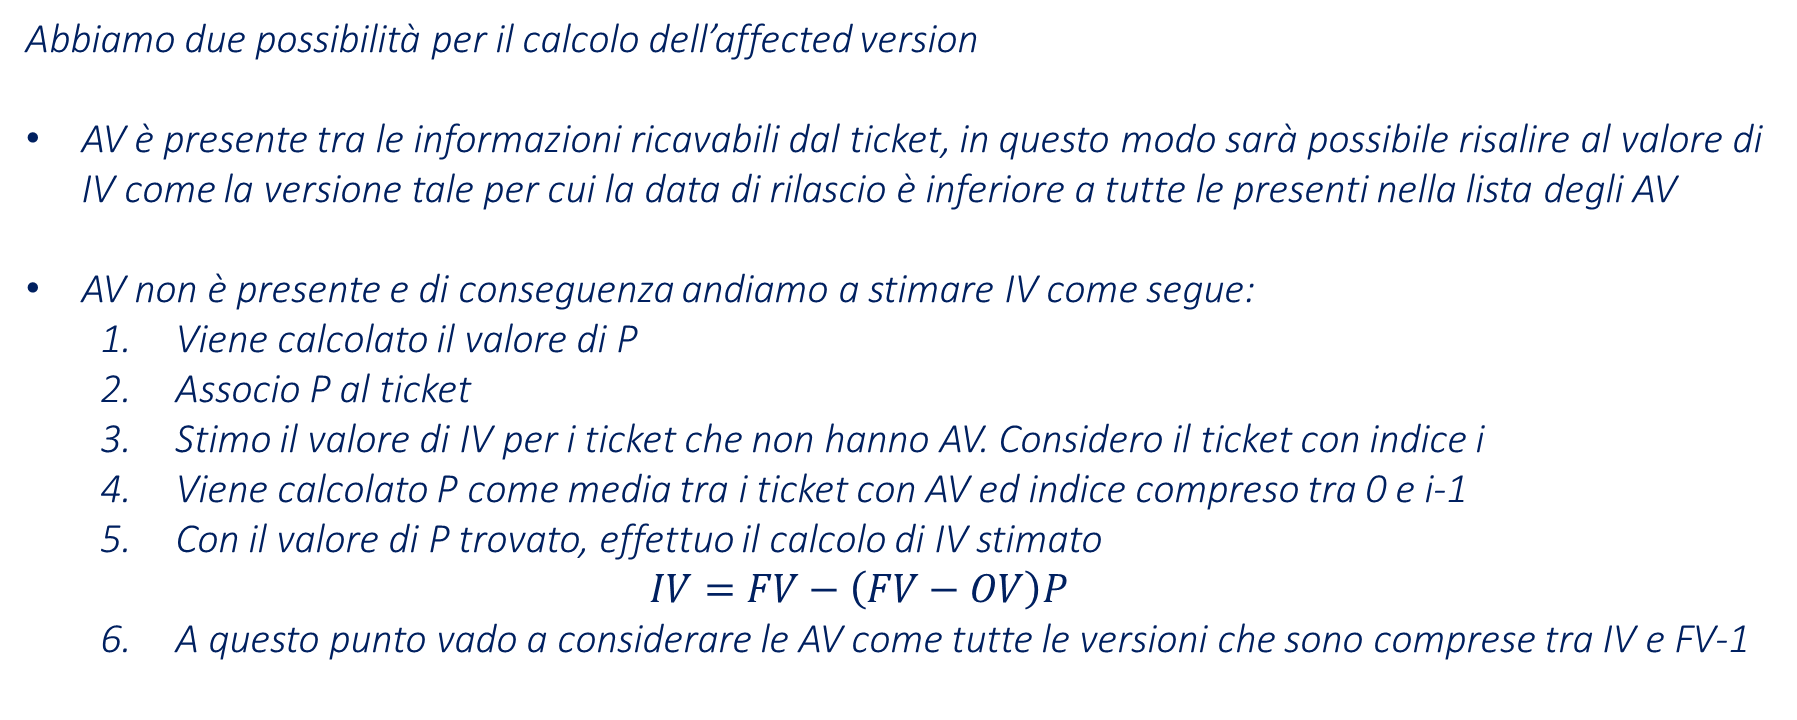 Abbiamo due possibilità per il calcolo dell’affected version
• AV è presente tra le informazioni ricavabili dal ticket, in questo modo sarà possibile risalire al valore di
IV come la versione tale per cui la data di rilascio è inferiore a tutte le presenti nella lista degli AV
• AV non è presente e di conseguenza andiamo a stimare IV come segue:
1. Viene calcolato il valore di P
2. Associo P al ticket
3. Stimo il valore di IV per i ticket che non hanno AV. Considero il ticket con indice i
4. Viene calcolato P come media tra i ticket con AV ed indice compreso tra 0 e i-1
5. Con il valore di P trovato, effettuo il calcolo di IV stimato
IV = FV − (FV − OV)P
6. A questo punto vado a considerare le AV come tutte le versioni che sono comprese tra IV e FV-1